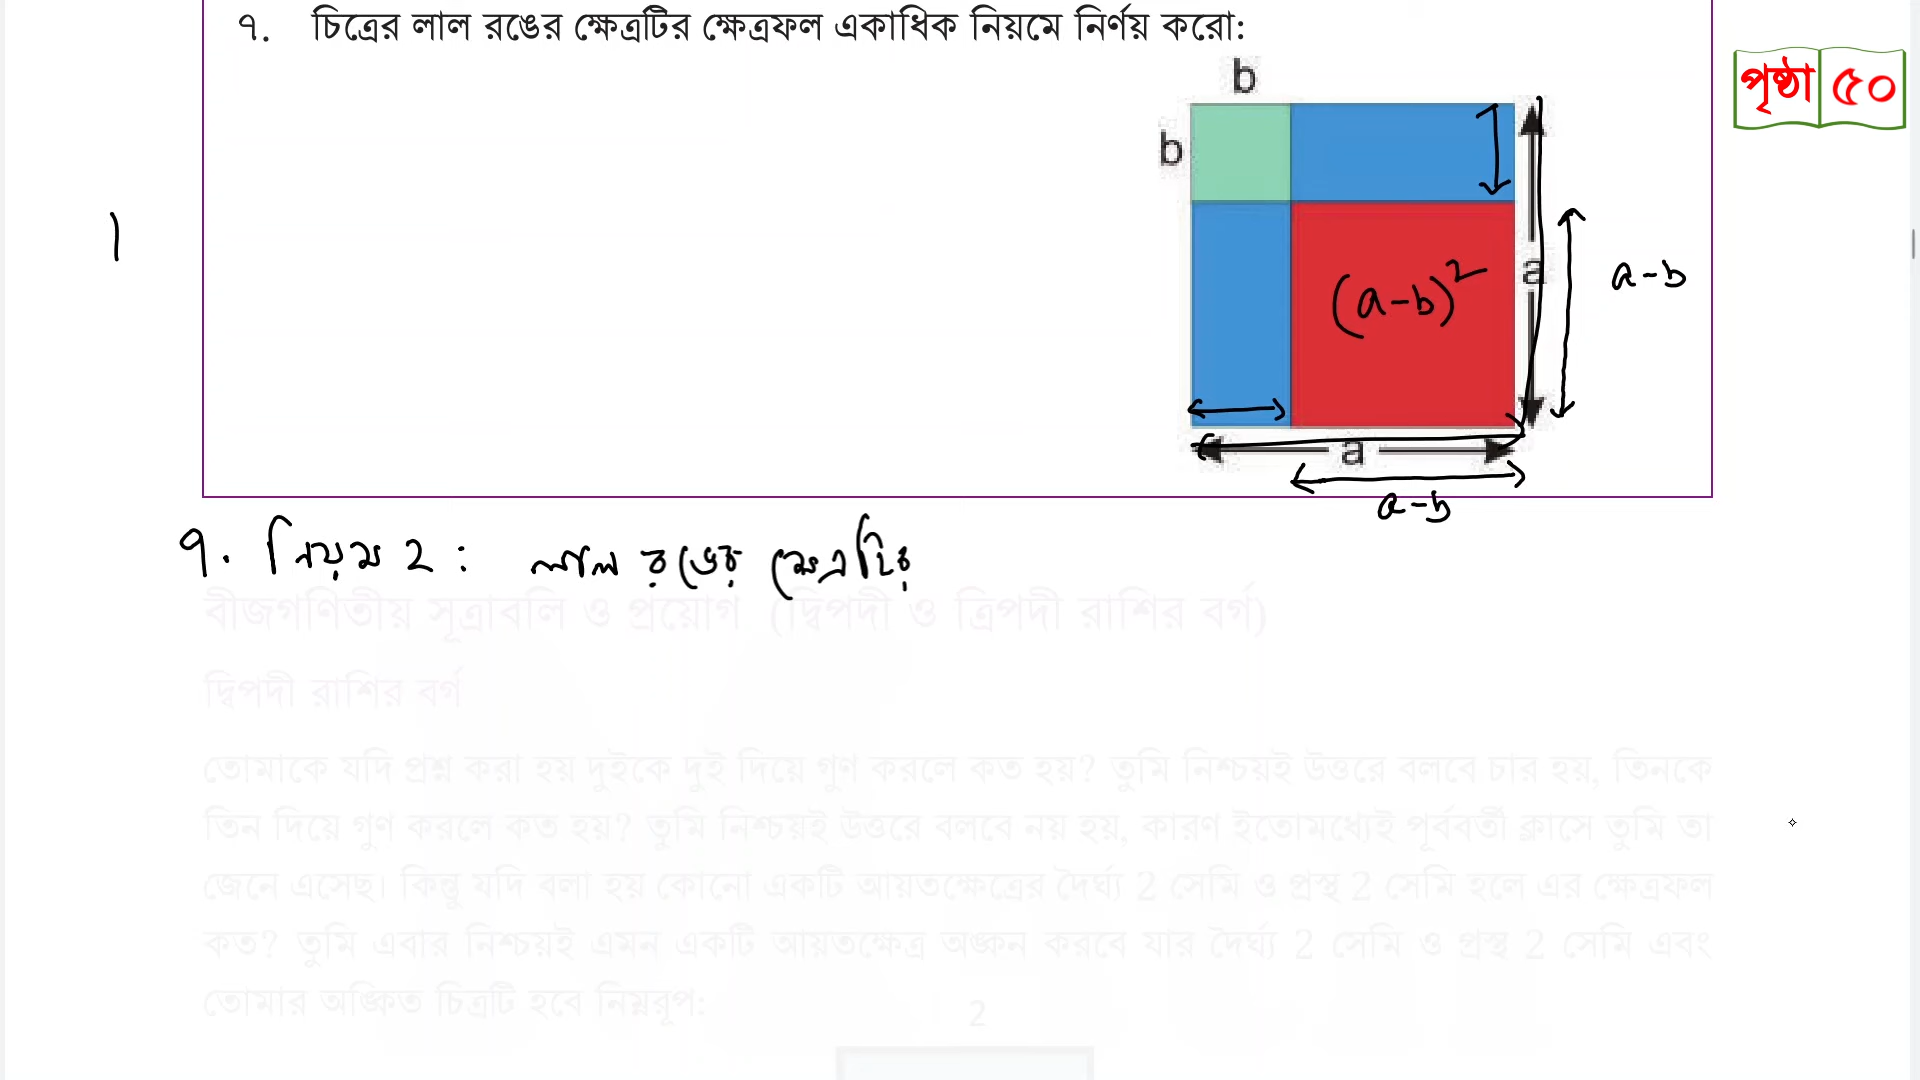 ৭. চিত্রের লাল রঙের ক্ষেত্রটির ক্ষেত্রফল একাধিক নিয়মে নির্ণয় করো:
পৃষ্ঠা ৫০
b
b
a
a-b
(a-b)²
a
a-b
৭. নিয়ম 2 : লাল রঙের ক্ষেত্রটির
বীজগণিতীয় সূত্রাবলি ও প্রয়োগ (দ্বিপদী ও ত্রিপদী রাশির বর্গ)
দ্বিপদী রাশির বর্গ
তোমাকে যদি প্রশ্ন করা হয় দুইকে দুই দিয়ে গুণ করলে কত হয়? তুমি নিশ্চয়ই উত্তরে বলবে চার হয়, তিনকে
তিন দিয়ে গুণ করলে কত হয়? তুমি নিশ্চয়ই উত্তরে বলবে নয় হয়, কারণ ইতোমধ্যেই পূর্ববর্তী ক্লাসে তুমি তা
জেনে এসেছ। কিন্তু যদি বলা হয় কোনো একটি আয়তক্ষেত্রের দৈর্ঘ্য 2 সেমি ও প্রস্থ 2 সেমি হলে এর ক্ষেত্রফল
কত? তুমি এবার নিশ্চয়ই এমন একটি আয়তক্ষেত্র অঙ্কন করবে যার দৈর্ঘ্য 2 সেমি ও প্রস্থ 2 সেমি এবং
তোমার অঙ্কিত চিত্রটি হবে নিম্নরূপ:
2